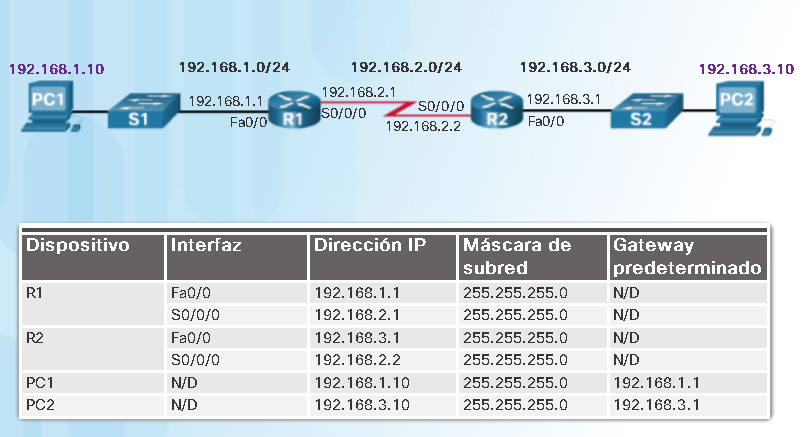 192.168.1.10 192.168.1.0/24 192.168.2.0/24 192.168.3.0/24 192.168.3.10
PC1 S1 192.168.1.1 Fa0/0 R1 192.168.2.1 S0/0/0 S0/0/0 192.168.2.2 R2 192.168.3.1 Fa0/0 S2 PC2
Dispositivo Interfaz Dirección IP Máscara de subred Gateway predeterminado
R1 Fa0/0 192.168.1.1 255.255.255.0 N/D
S0/0/0 192.168.2.1 255.255.255.0 N/D
R2 Fa0/0 192.168.3.1 255.255.255.0 N/D
S0/0/0 192.168.2.2 255.255.255.0 N/D
PC1 N/D 192.168.1.10 255.255.255.0 192.168.1.1
PC2 N/D 192.168.3.10 255.255.255.0 192.168.3.1